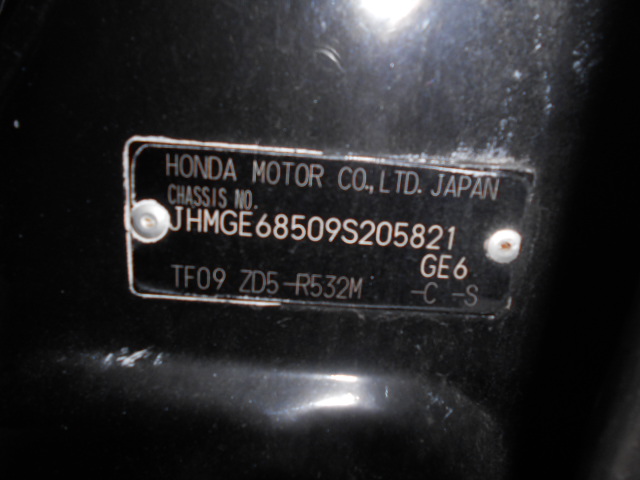 HONDA MOTOR CO.,LTD. JAPAN
CHASSIS NO.
JHMGE68509S205821
GE6
TF09 ZD5-R532M -C -S